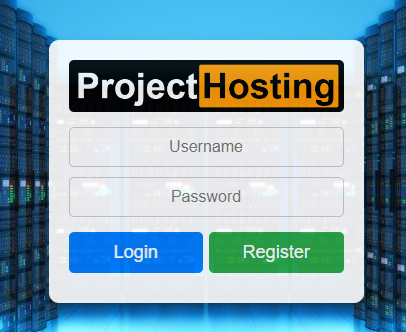 ProjectHosting
Username
Password
Login Register